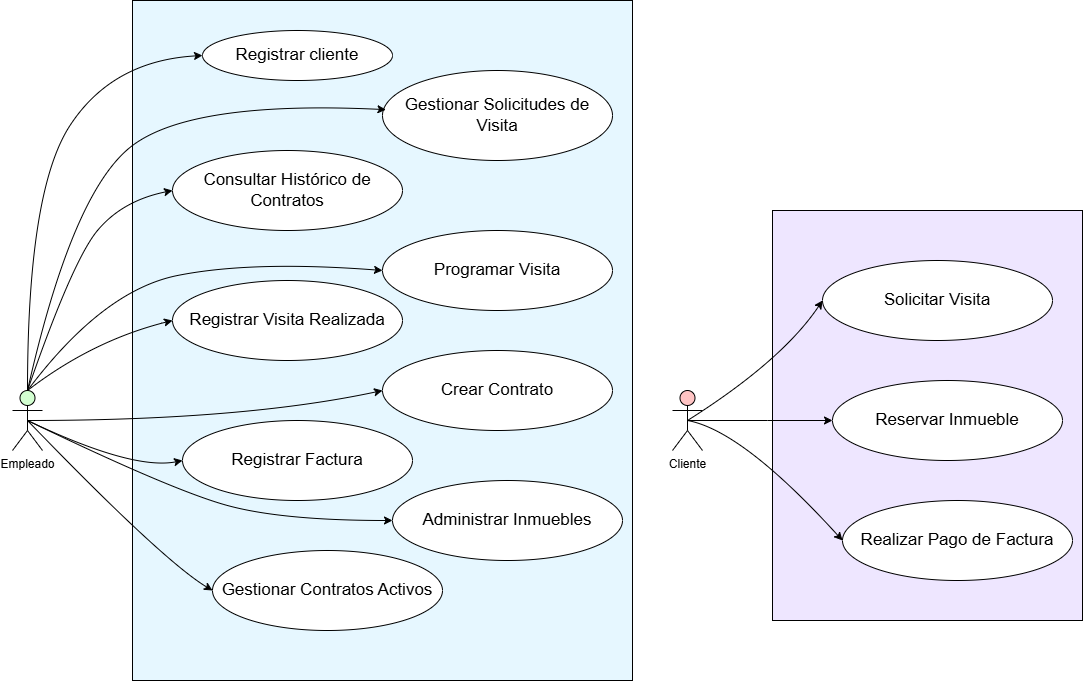 Registrar cliente
Gestionar Solicitudes de
Visita
Consultar Histórico de
Contratos
Programar Visita
Registrar Visita Realizada
Crear Contrato
Registrar Factura
Administrar Inmuebles
Gestionar Contratos Activos
Empleado
Solicitar Visita
Reservar Inmueble
Realizar Pago de Factura
Cliente